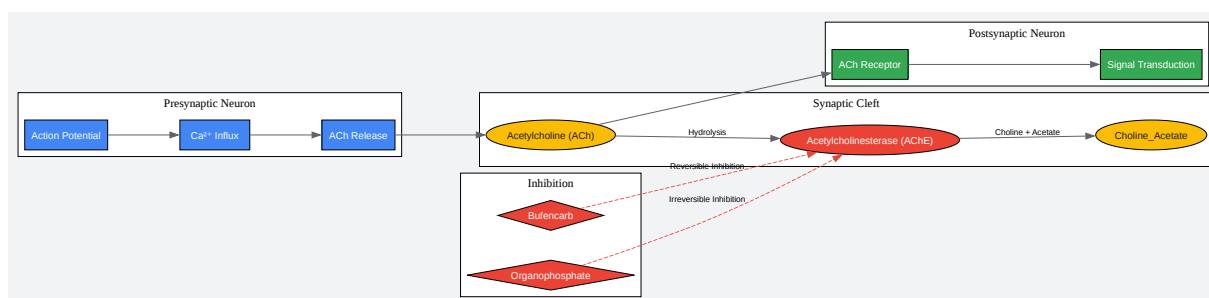 Postsynaptic Neuron
ACh Receptor
Signal Transduction
Presynaptic Neuron
Action Potential
Ca²⁺ Influx
ACh Release
Synaptic Cleft
Acetylcholine (ACh)
Hydrolysis
Acetylcholinesterase (AChE)
Choline + Acetate
Choline_Acetate
Reversible Inhibition
Inhibition
Bufencarb
Irreversible Inhibition
Organophosphate